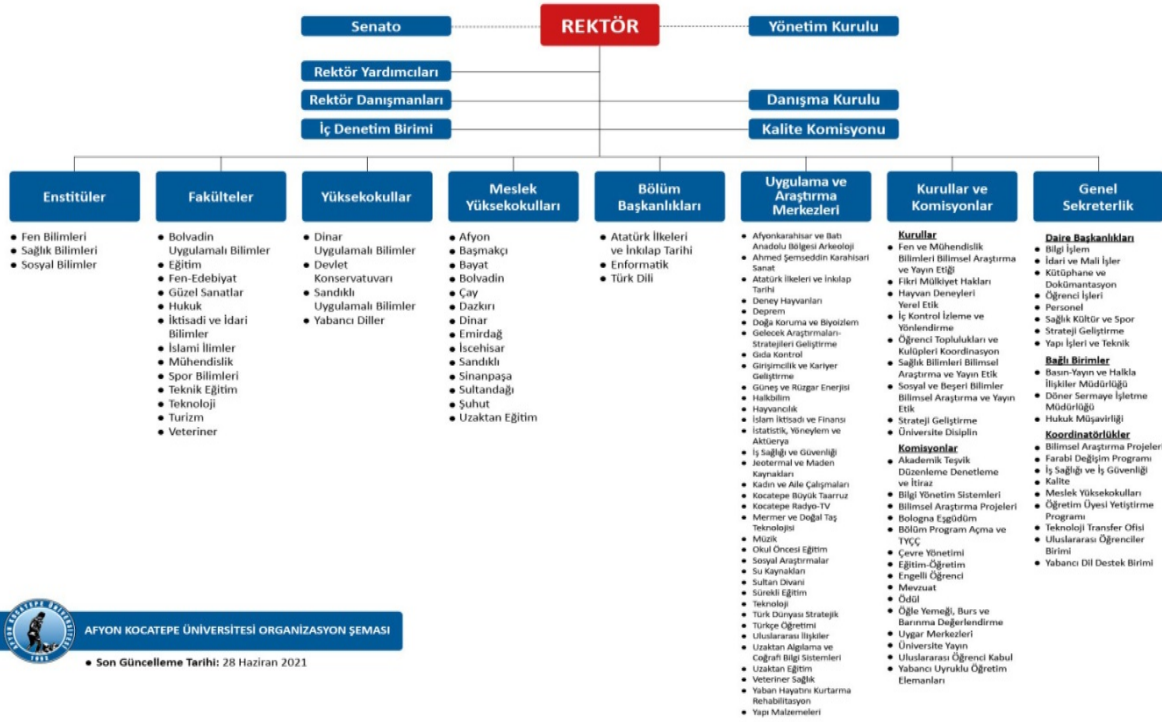 REKTÖR
Senato
Yönetim Kurulu
Rektör Yardımcıları
Rektör Danışmanları
Danışma Kurulu
İç Denetim Birimi
Kalite Komisyonu
Enstitüler
• Fen Bilimleri
• Sağlık Bilimleri
• Sosyal Bilimler
Fakülteler
• Bolvadin
Uygulamalı Bilimler
• Eğitim
• Fen-Edebiyat
• Güzel Sanatlar
• Hukuk
• İktisadi ve İdari
Bilimler
• İslami İlimler
• Mühendislik
• Spor Bilimleri
• Teknik Eğitim
• Teknoloji
• Turizm
• Veteriner
Yüksekokullar
• Dinar
Uygulamalı Bilimler
• Devlet
Konservatuvarı
• Sandıklı
Uygulamalı Bilimler
• Yabancı Diller
Meslek
Yüksekokulları
• Afyon
• Başmakçı
• Bayat
• Bolvadin
• Çay
• Dazkırı
• Dinar
• Emirdağ
• İscehisar
• Sandıklı
• Sinanpaşa
• Sultandağı
• Şuhut
• Uzaktan Eğitim
Bölüm
Başkanlıkları
• Atatürk İlkeleri
ve İnkılap Tarihi
• Enformatik
• Türk Dili
Uygulama ve
Araştırma
Merkezleri
• Afyonkarahisar ve Batı
Anadolu Bölgesi Arkeoloji
• Ahmed Şemseddin Karahisari
Sanat
• Atatürk İlkeleri ve İnkılap
Tarihi
• Deney Hayvanları
• Deprem
• Doğa Koruma ve Biyoizlem
• Gelecek Araştırmaları-
Stratejileri Geliştirme
• Gıda Kontrol
• Girişimcilik ve Kariyer
Geliştirme
• Güneş ve Rüzgar Enerjisi
• Halkbilim
• Hayvancılık
• İslam İktisadı ve Finansı
• İstatistik, Yöneylem ve
Aktüerya
• İş Sağlığı ve Güvenliği
• Jeotermal ve Maden
Kaynakları
• Kadın ve Aile Çalışmaları
• Kocatepe Büyük Taarruz
• Kocatepe Radyo-TV
• Mermer ve Doğal Taş
Teknolojisi
• Müzik
• Okul Öncesi Eğitim
• Sosyal Araştırmalar
• Su Kaynakları
• Sultan Divani
• Sürekli Eğitim
• Teknoloji
• Türk Dünyası Stratejik
• Türkçe Öğretimi
• Uluslararası İlişkiler
• Uzaktan Algılama ve
Coğrafi Bilgi Sistemleri
• Uzaktan Eğitim
• Veteriner Sağlık
• Yaban Hayatını Kurtarma
Rehabilitasyon
• Yapı Malzemeleri
Kurullar ve
Komisyonlar
Kurullar
• Fen ve Mühendislik
Bilimleri Bilimsel Araştırma
ve Yayın Etiği
• Fikri Mülkiyet Hakları
• Hayvan Deneyleri
Yerel Etik
• İç Kontrol İzleme ve
Yönlendirme
• Öğrenci Toplulukları ve
Kulüpleri Koordinasyon
• Sağlık Bilimleri Bilimsel
Araştırma ve Yayın Etik
• Sosyal ve Beşeri Bilimler
Bilimsel Araştırma ve Yayın
Etik
• Strateji Geliştirme
• Üniversite Disiplin
Komisyonlar
• Akademik Teşvik
Düzenleme Denetleme
ve İtiraz
• Bilgi Yönetim Sistemleri
• Bilimsel Araştırma Projeleri
• Bologna Eşgüdüm
• Bölüm Program Açma ve
TYÇÇ
• Çevre Yönetimi
• Eğitim-Öğretim
• Engelli Öğrenci
• Mevzuat
• Ödül
• Öğle Yemeği, Burs ve
Barınma Değerlendirme
• Uygar Merkezleri
• Üniversite Yayın
• Uluslararası Öğrenci Kabul
• Yabancı Uyruklu Öğretim
Elemanları
Genel
Sekreterlik
Daire Başkanlıkları
• Bilgi İşlem
• İdari ve Mali İşler
• Kütüphane ve
Dokümantasyon
• Öğrenci İşleri
• Personel
• Sağlık Kültür ve Spor
• Strateji Geliştirme
• Yapı İşleri ve Teknik
Bağlı Birimler
• Basın-Yayın ve Halkla
İlişkiler Müdürlüğü
• Döner Sermaye İşletme
Müdürlüğü
• Hukuk Müşavirliği
Koordinatörlükler
• Bilimsel Araştırma Projeleri
• Farabi Değişim Programı
• İş Sağlığı ve İş Güvenliği
• Kalite
• Meslek Yüksekokulları
• Öğretim Üyesi Yetiştirme
Programı
• Teknoloji Transfer Ofisi
• Uluslararası Öğrenciler
Birimi
• Yabancı Dil Destek Birimi
AFYON KOCATEPE ÜNİVERSİTESİ
1992
AFYON KOCATEPE ÜNİVERSİTESİ ORGANİZASYON ŞEMASI
• Son Güncelleme Tarihi: 28 Haziran 2021